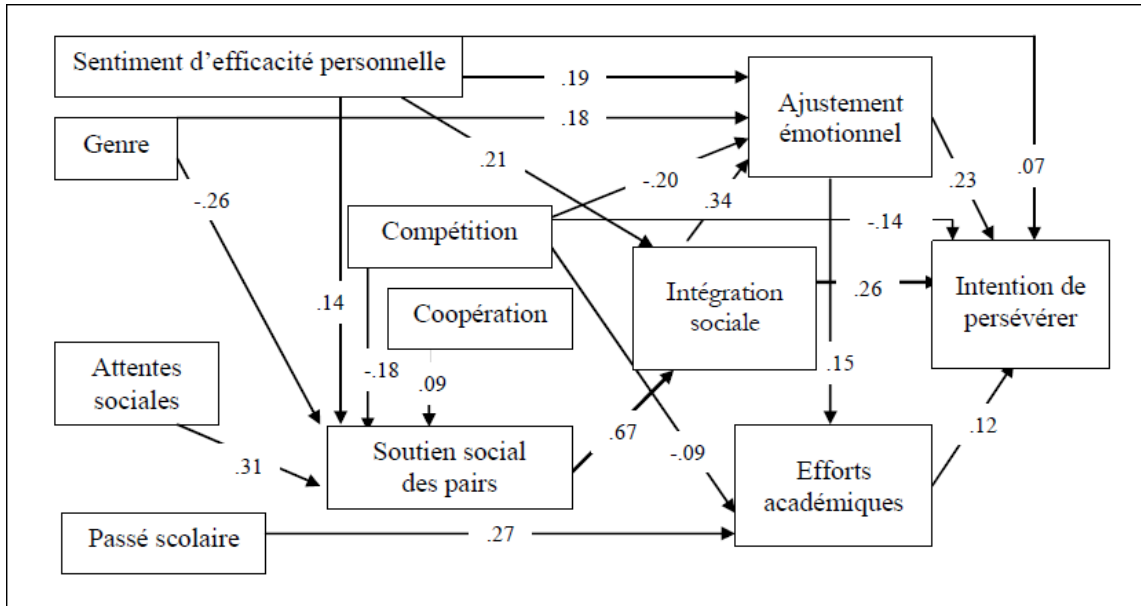 Sentiment d'efficacité personnelle
.19
Ajustement
émotionnel
Genre
.18
.21
-.20
.23
.07
-.26
.34
Compétition
-.14
Intégration
sociale
.26
Intention de
persévérer
.14
Coopération
Attentes
sociales
-.18
.09
.15
.67
.12
.31
Soutien social
des pairs
-.09
Efforts
académiques
Passé scolaire
.27